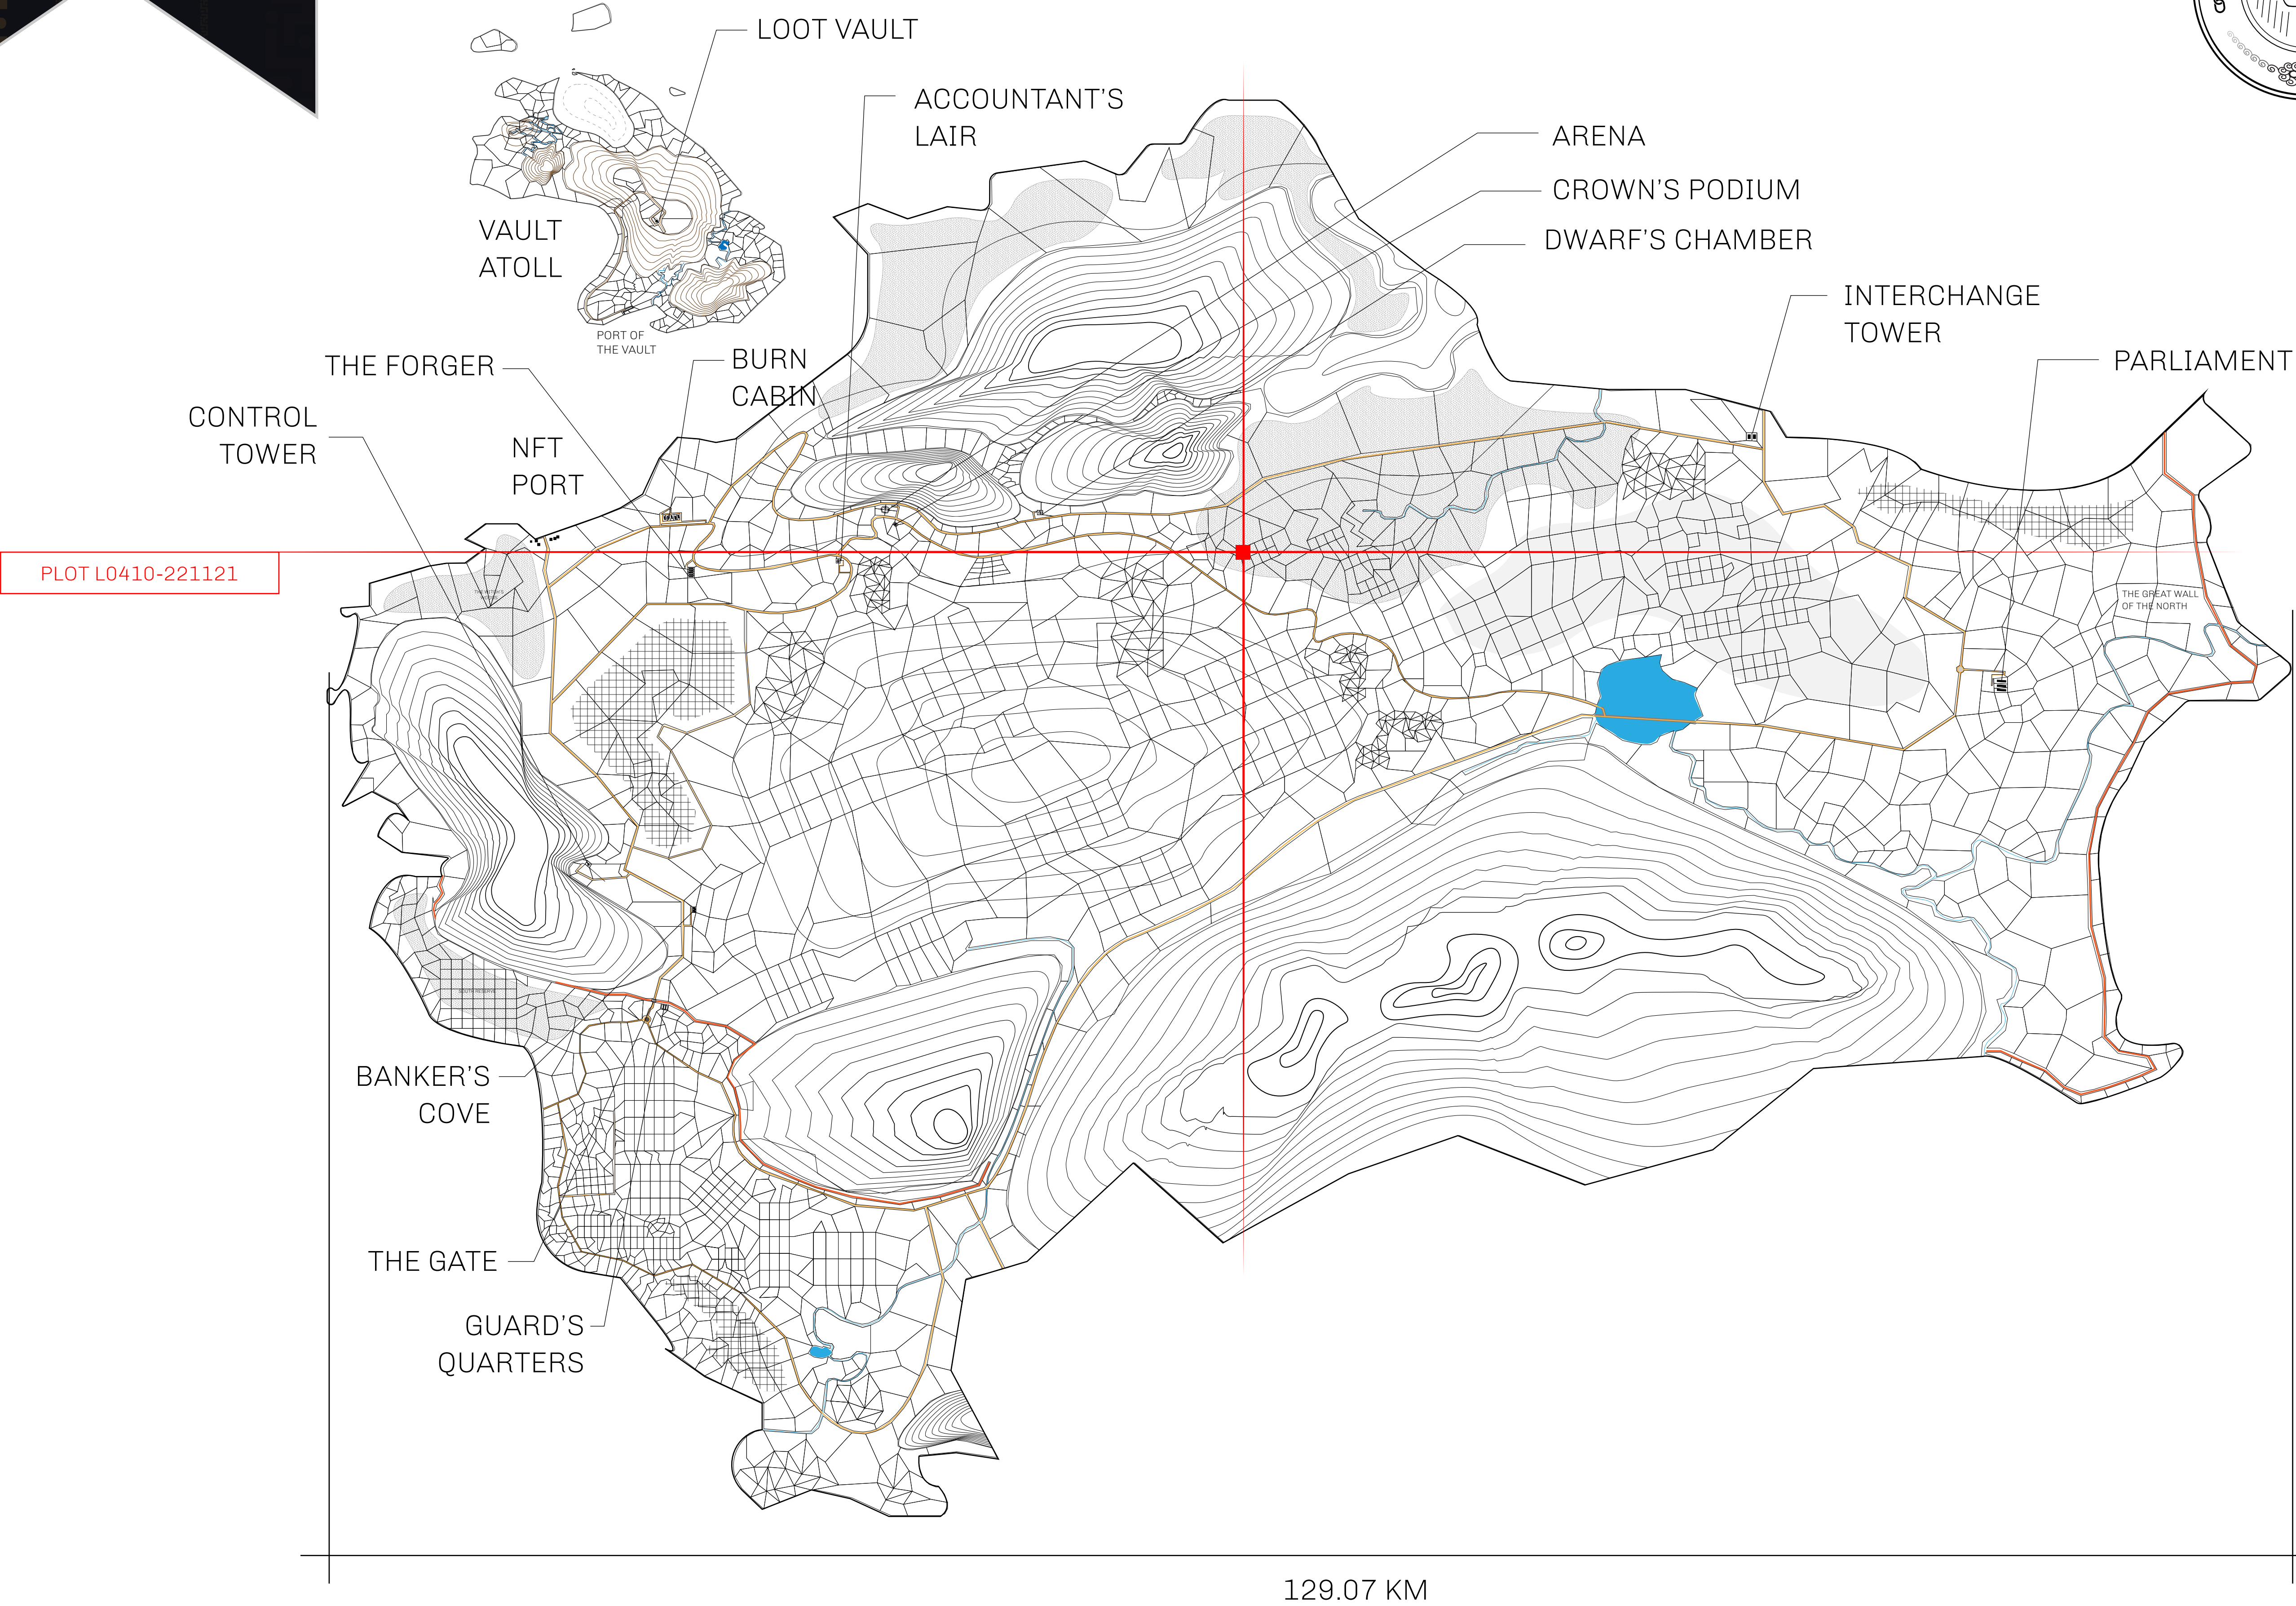 LOOT VAULT
ACCOUNTANT'S
LAIR
ARENA
CROWN'S PODIUM
DWARF'S CHAMBER
VAULT
ATOLL
INTERCHANGE
TOWER
PORT OF
THE VAULT
THE FORGER
BURN
CABIN
PARLIAMENT
CONTROL
TOWER
NFT
PORT
PLOT L0410-221121
THE GREAT WALL
OF THE NORTH
SOUTH RESERVE
BANKER'S
COVE
THE GATE
GUARD'S
QUARTERS
129.07 KM